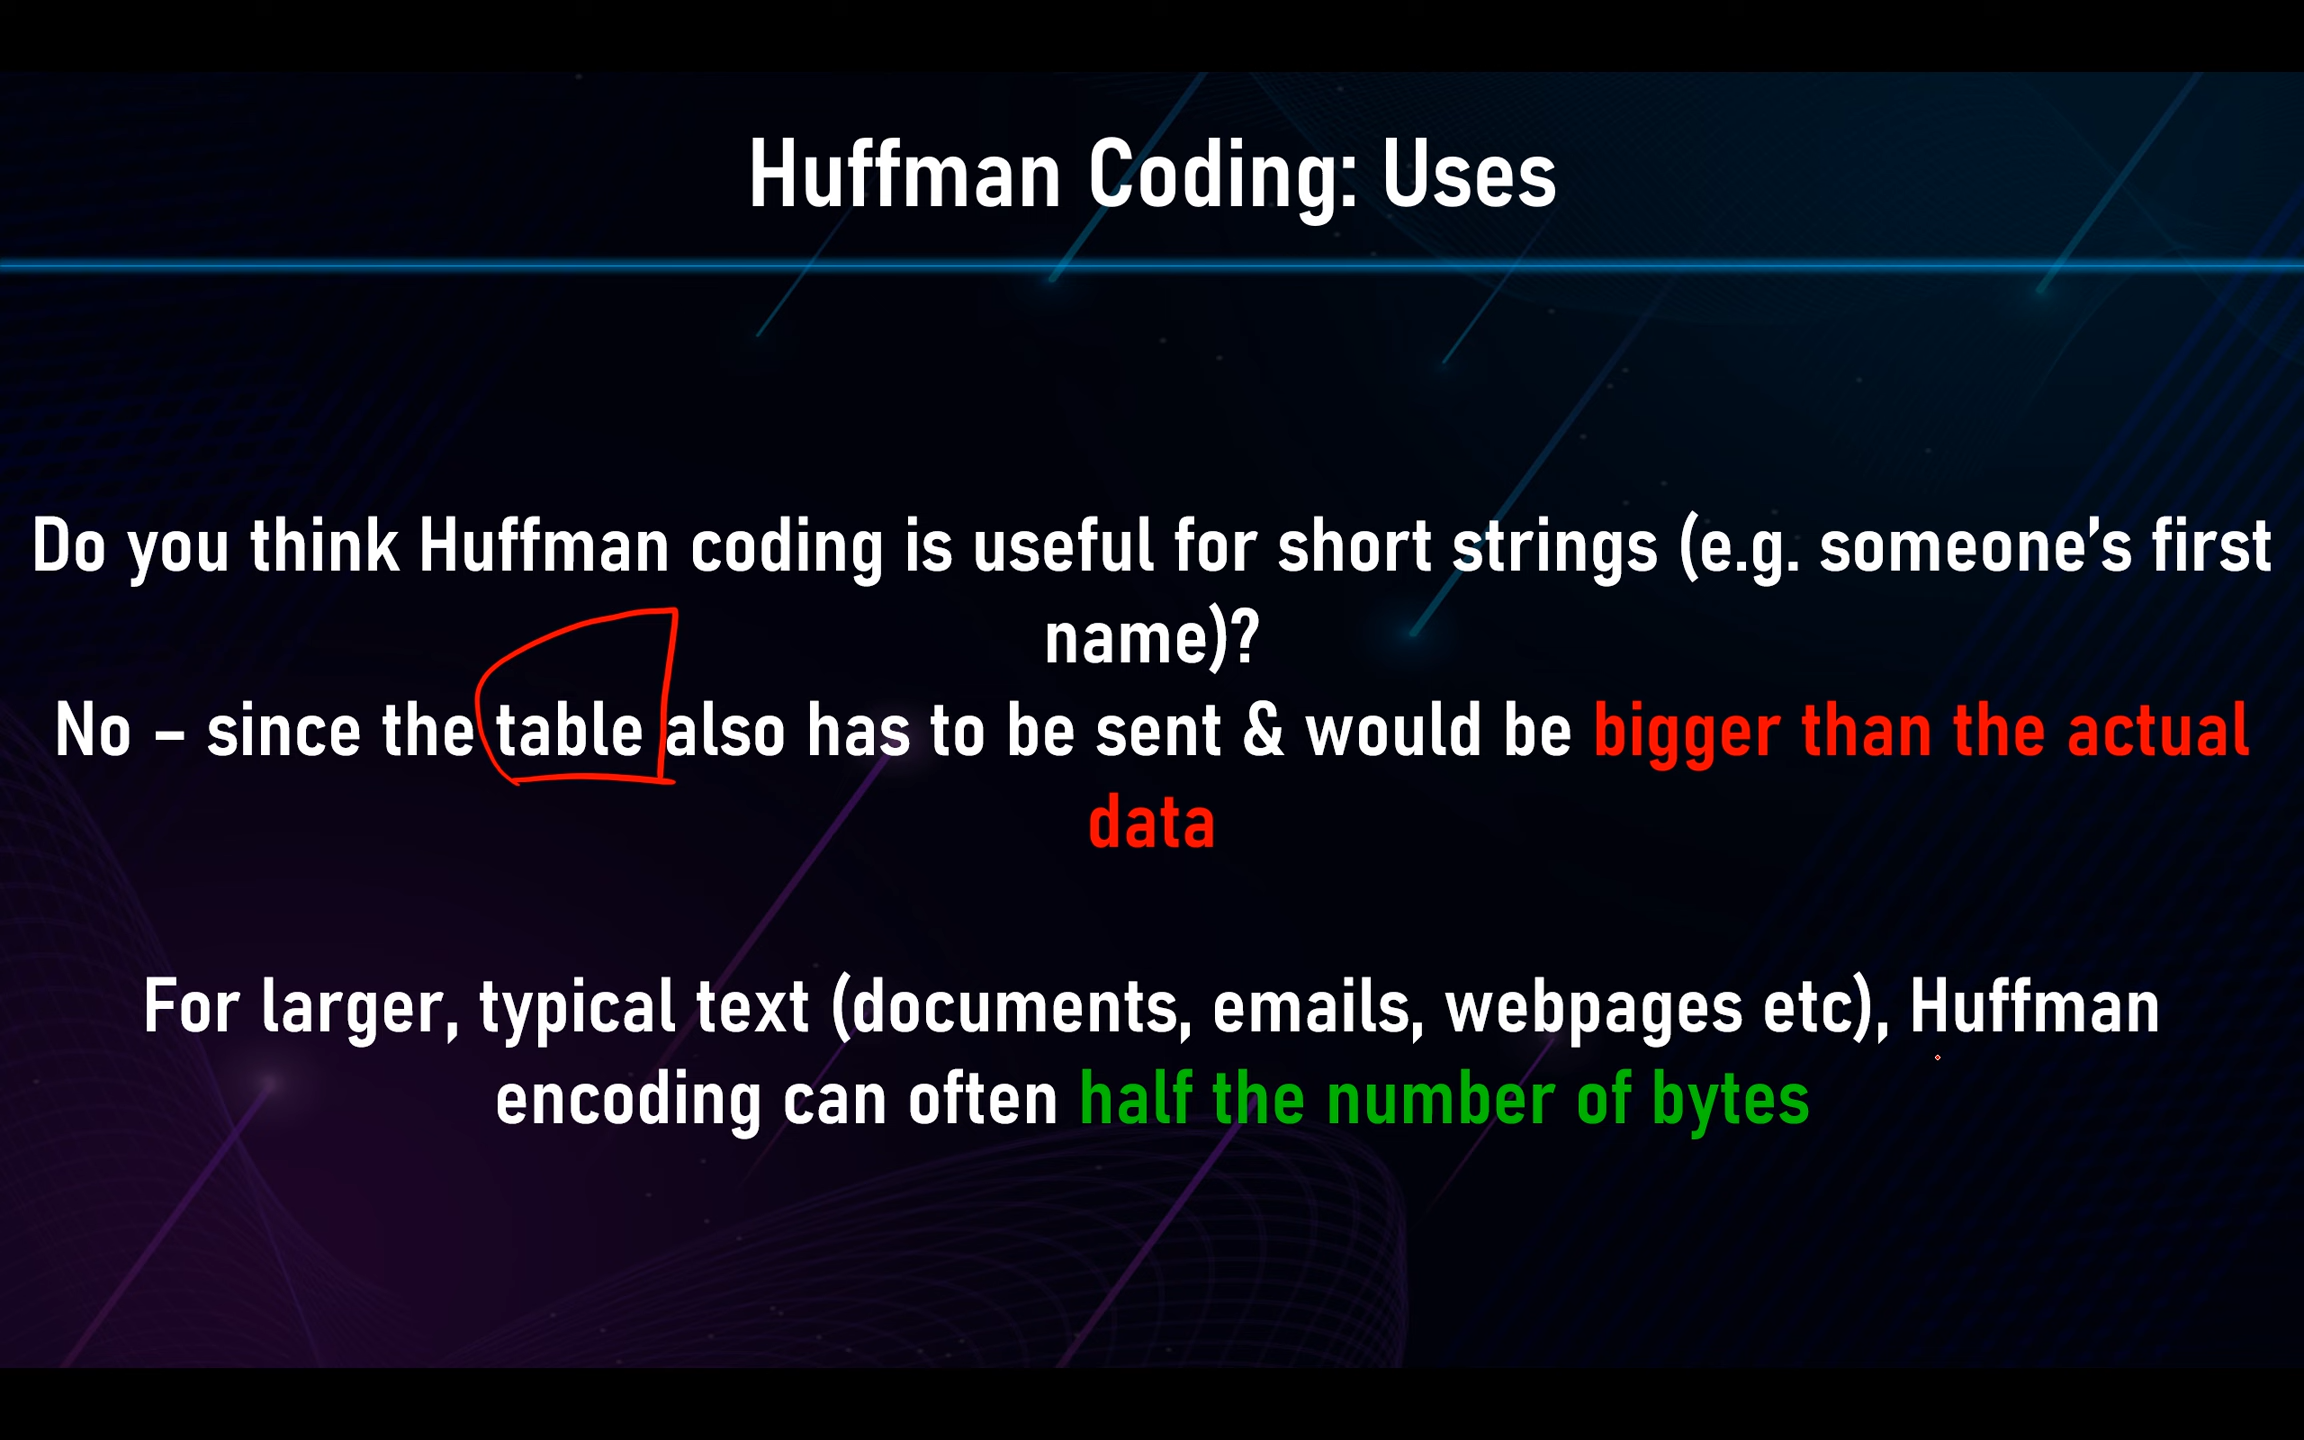 Huffman Coding: Uses
Do you think Huffman coding is useful for short strings (e.g. someone’s first
name)?
No – since the table also has to be sent & would be bigger than the actual
data
For larger, typical text (documents, emails, webpages etc), Huffman
encoding can often half the number of bytes